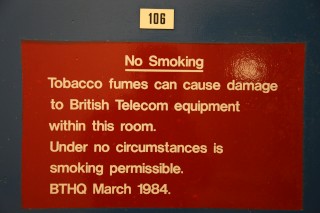 106
No Smoking
Tobacco fumes can cause damage
to British Telecom equipment
within this room.
Under no circumstances is
smoking permissible.
BTHQ March 1984.